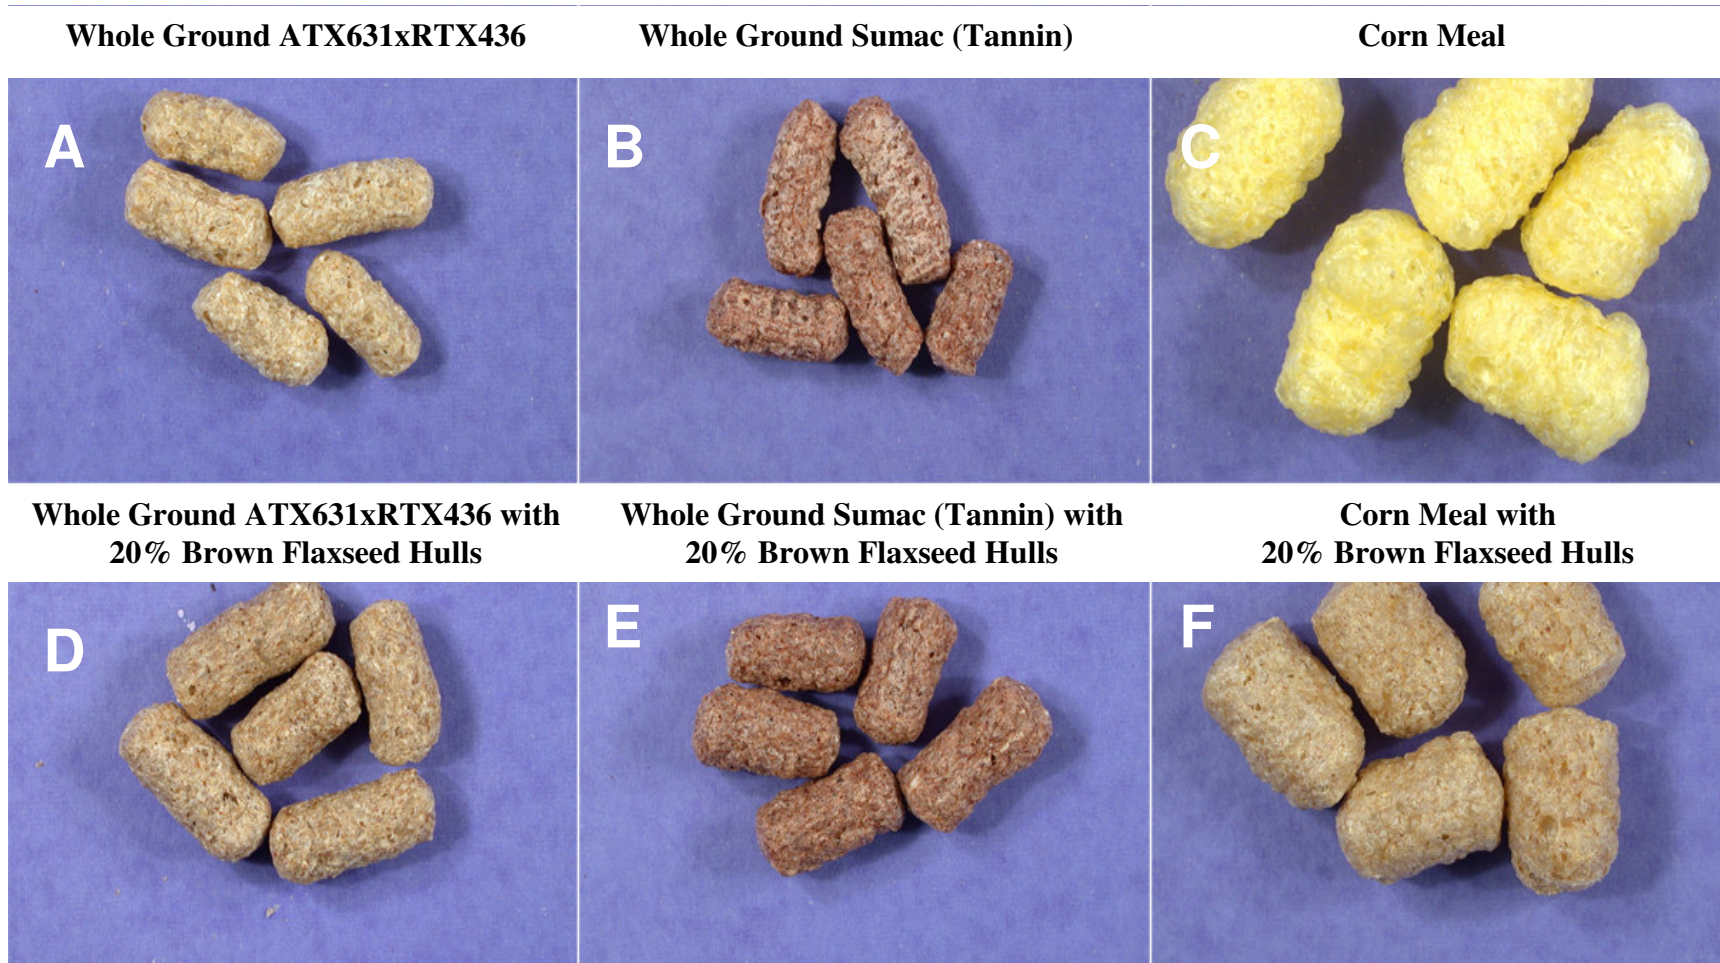 Whole Ground ATX631xRTX436
Whole Ground Sumac (Tannin)
Corn Meal
A
B
C
Whole Ground ATX631xRTX436 with
20% Brown Flaxseed Hulls
Whole Ground Sumac (Tannin) with
20% Brown Flaxseed Hulls
Corn Meal with
20% Brown Flaxseed Hulls
D
E
F